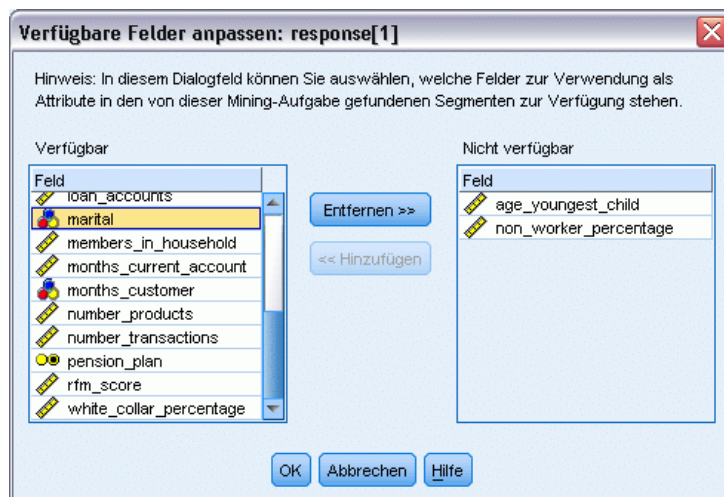 Verfügbare Felder anpassen: response[1]
Hinweis: In diesem Dialogfeld können Sie auswählen, welche Felder zur Verwendung als
Attribute in den von dieser Mining-Aufgabe gefundenen Segmenten zur Verfügung stehen.
Verfügbar
Feld
loan_accounts
marital
members_in_household
months_current_account
months_customer
number_products
number_transactions
pension_plan
rfm_score
white_collar_percentage
Entfernen >>
<< Hinzufügen
Nicht verfügbar
Feld
age_youngest_child
non_worker_percentage
OK
Abbrechen
Hilfe